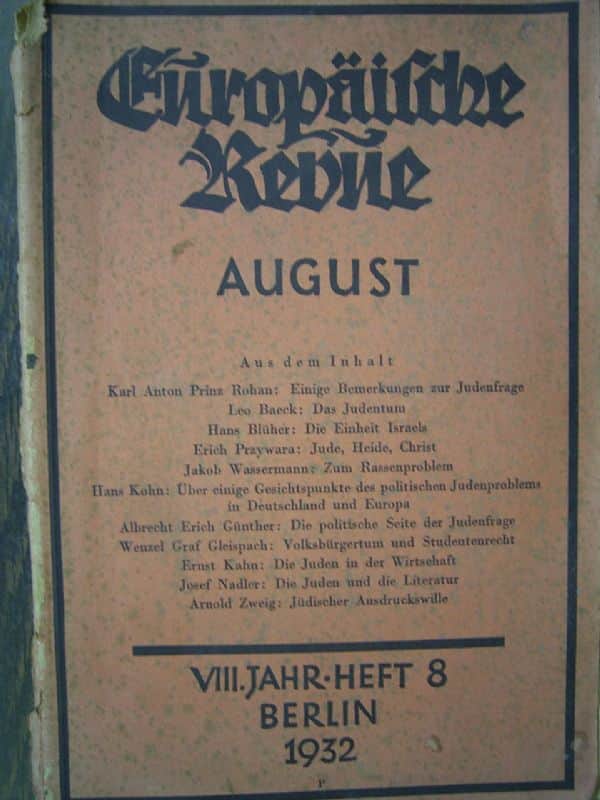 Europäische
Revue
AUGUST
Aus dem Inhalt
Karl Anton Prinz Rohan: Einige Bemerkungen zur Judenfrage
Leo Baeck: Das Judentum
Hans Blüher: Die Einheit Israels
Erich Przywara: Jude, Heide, Christ
Jakob Wassermann: Zum Rassenproblem
Hans Kohn: Über einige Gesichtspunkte des politischen Judenproblems
in Deutschland und Europa
Albrecht Erich Günther: Die politische Seite der Judenfrage
Wenzel Graf Gleispach: Volksbürgertum und Studentenrecht
Ernst Kahn: Die Juden in der Wirtschaft
Josef Nadler: Die Juden und die Literatur
Arnold Zweig: Jüdischer Ausdruckswille
VIII. JAHR·HEFT 8
BERLIN
1932
P